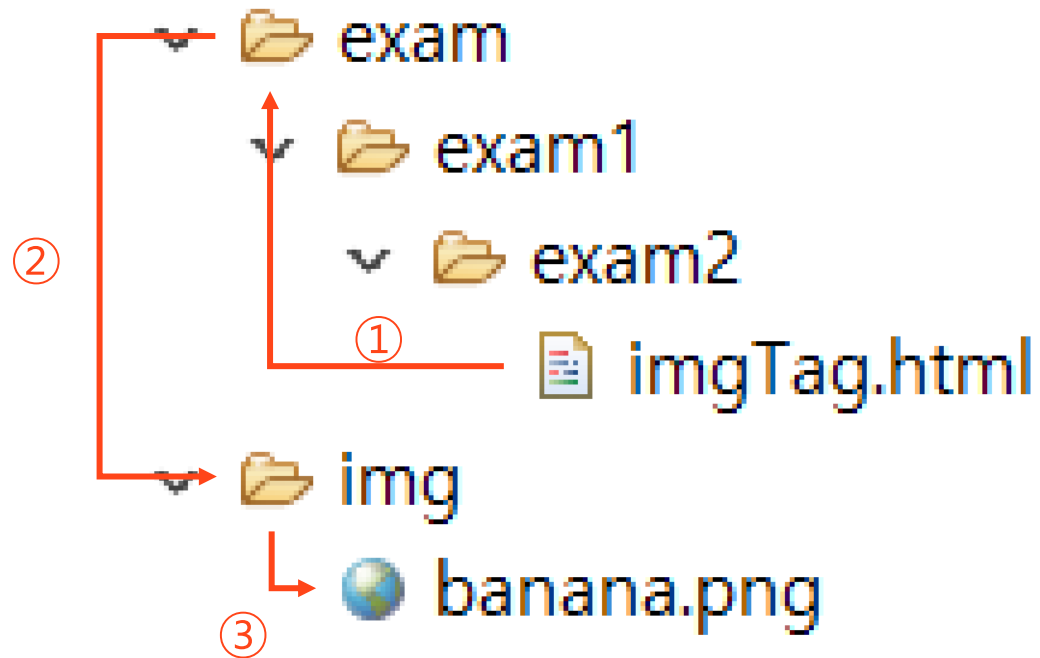 exam
exam1
②
exam2
①
imgTag.html
img
banana.png
③